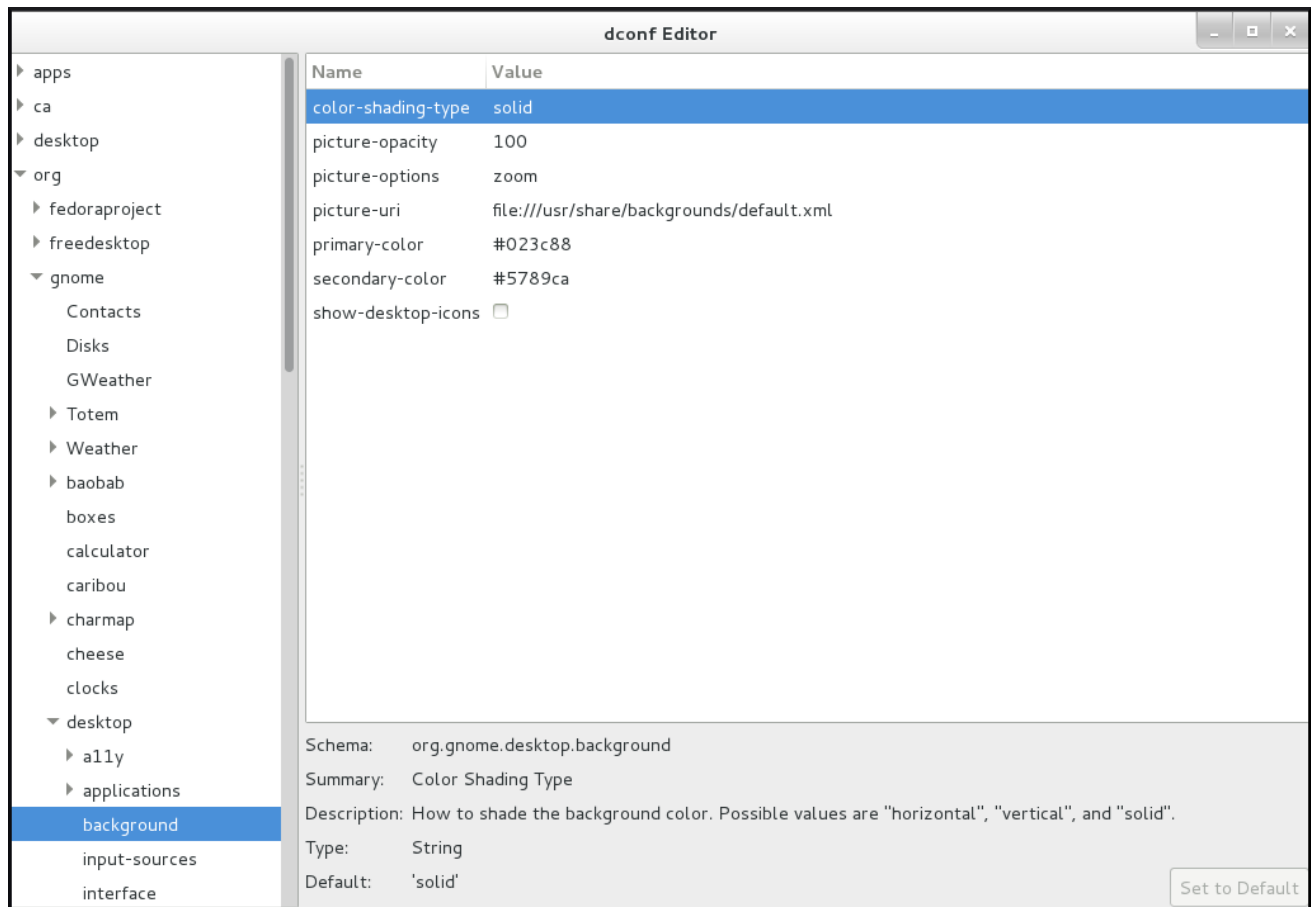 dconf Editor
apps
ca
desktop
org
fedoraproject
freedesktop
gnome
Contacts
Disks
GWeather
Totem
Weather
baobab
boxes
calculator
caribou
charmap
cheese
clocks
desktop
a11y
applications
background
input-sources
interface
Name Value
color-shading-type solid
picture-opacity 100
picture-options zoom
picture-uri file:///usr/share/backgrounds/default.xml
primary-color #023c88
secondary-color #5789ca
show-desktop-icons
Schema: org.gnome.desktop.background
Summary: Color Shading Type
Description: How to shade the background color. Possible values are "horizontal", "vertical", and "solid".
Type: String
Default: 'solid'
Set to Default